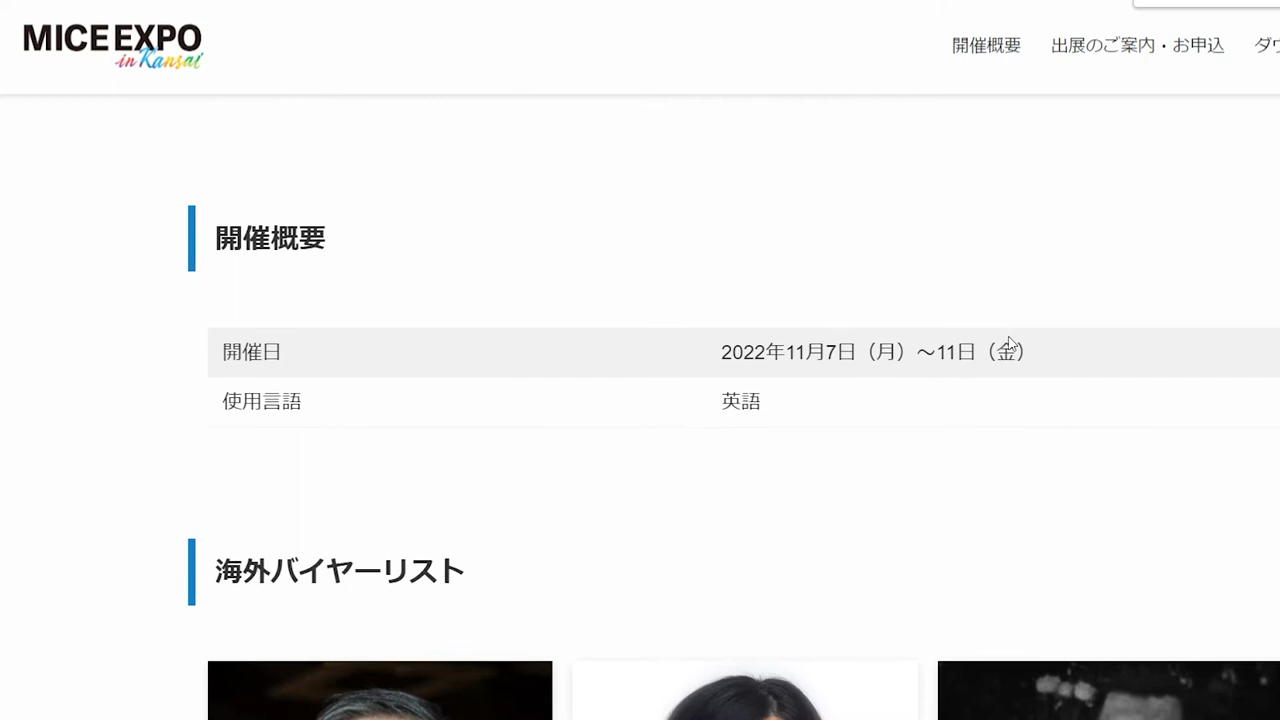 MICE EXPO
in Kansai
開催概要 出展のご案内・お申込
開催概要
開催日 2022年11月7日（月）～11日（金）
使用言語 英語
海外バイヤーリスト